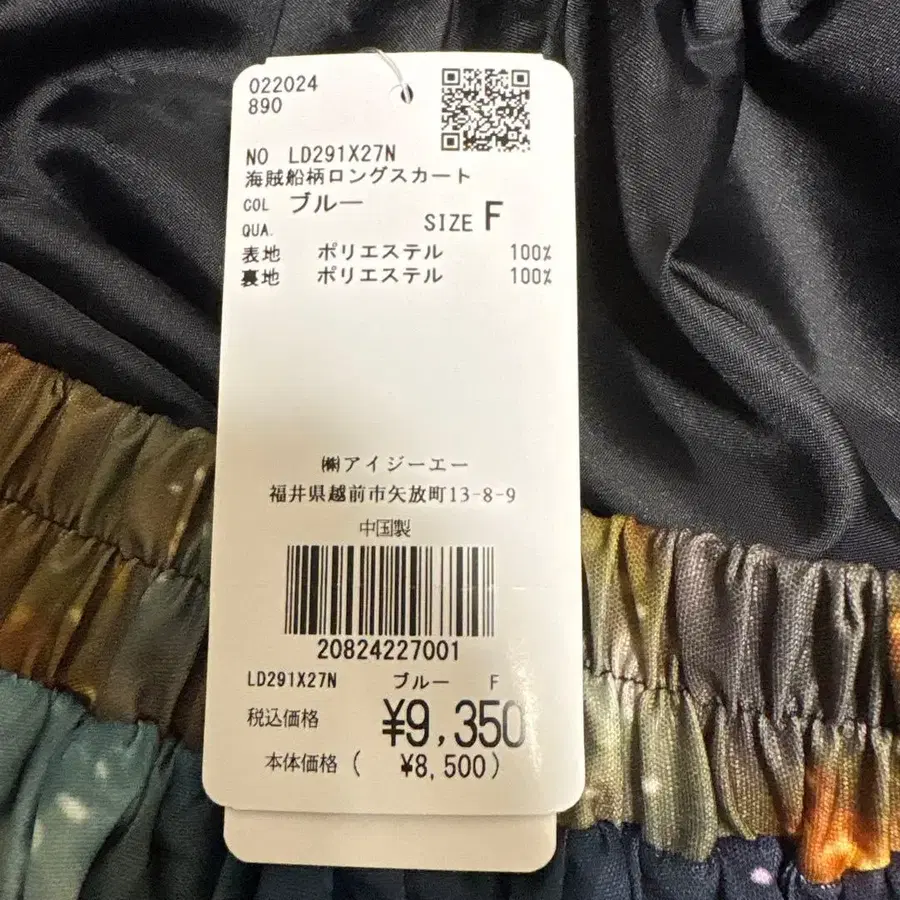 022024
890
NO LD291X27N
海賊船柄ロングスカート
COL ブルー
QUA. SIZE F
表地 ポリエステル 100%
裏地 ポリエステル 100%
㈱アイジーエー
福井県越前市矢放町13-8-9
中国製
20824227001
LD291X27N ブルー F
税込価格 ¥9,350
本体価格( ¥8,500)